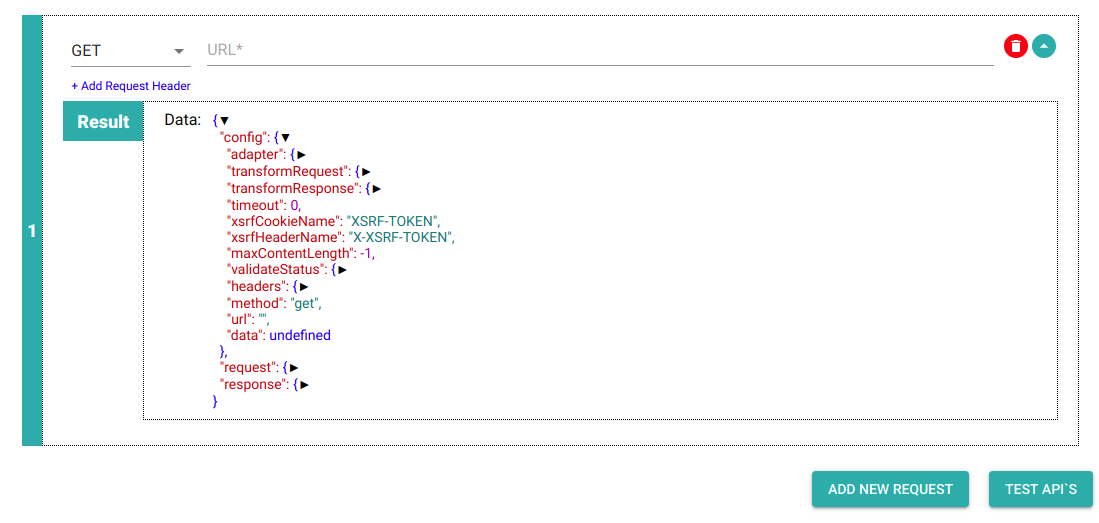 GET URL*
+ Add Request Header
Result
Data: {▼
"config": {▼
"adapter": {►
"transformRequest": {►
"transformResponse": {►
"timeout": 0,
"xsrfCookieName": "XSRF-TOKEN",
"xsrfHeaderName": "X-XSRF-TOKEN",
1
"maxContentLength": -1,
"validateStatus": {►
"headers": {►
"method": "get",
"url": "",
"data": undefined
},
"request": {►
"response": {►
}
ADD NEW REQUEST
TEST API`S